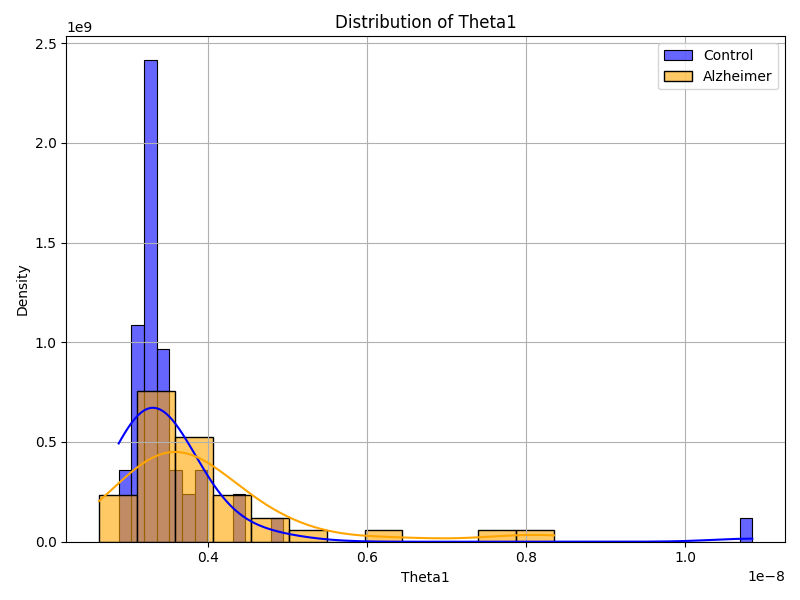 Distribution of Theta1
1e9
2.5
2.0
1.5
1.0
0.5
0.0
Density
Control
Alzheimer
0.4
0.6
0.8
1.0
Theta1
1e−8